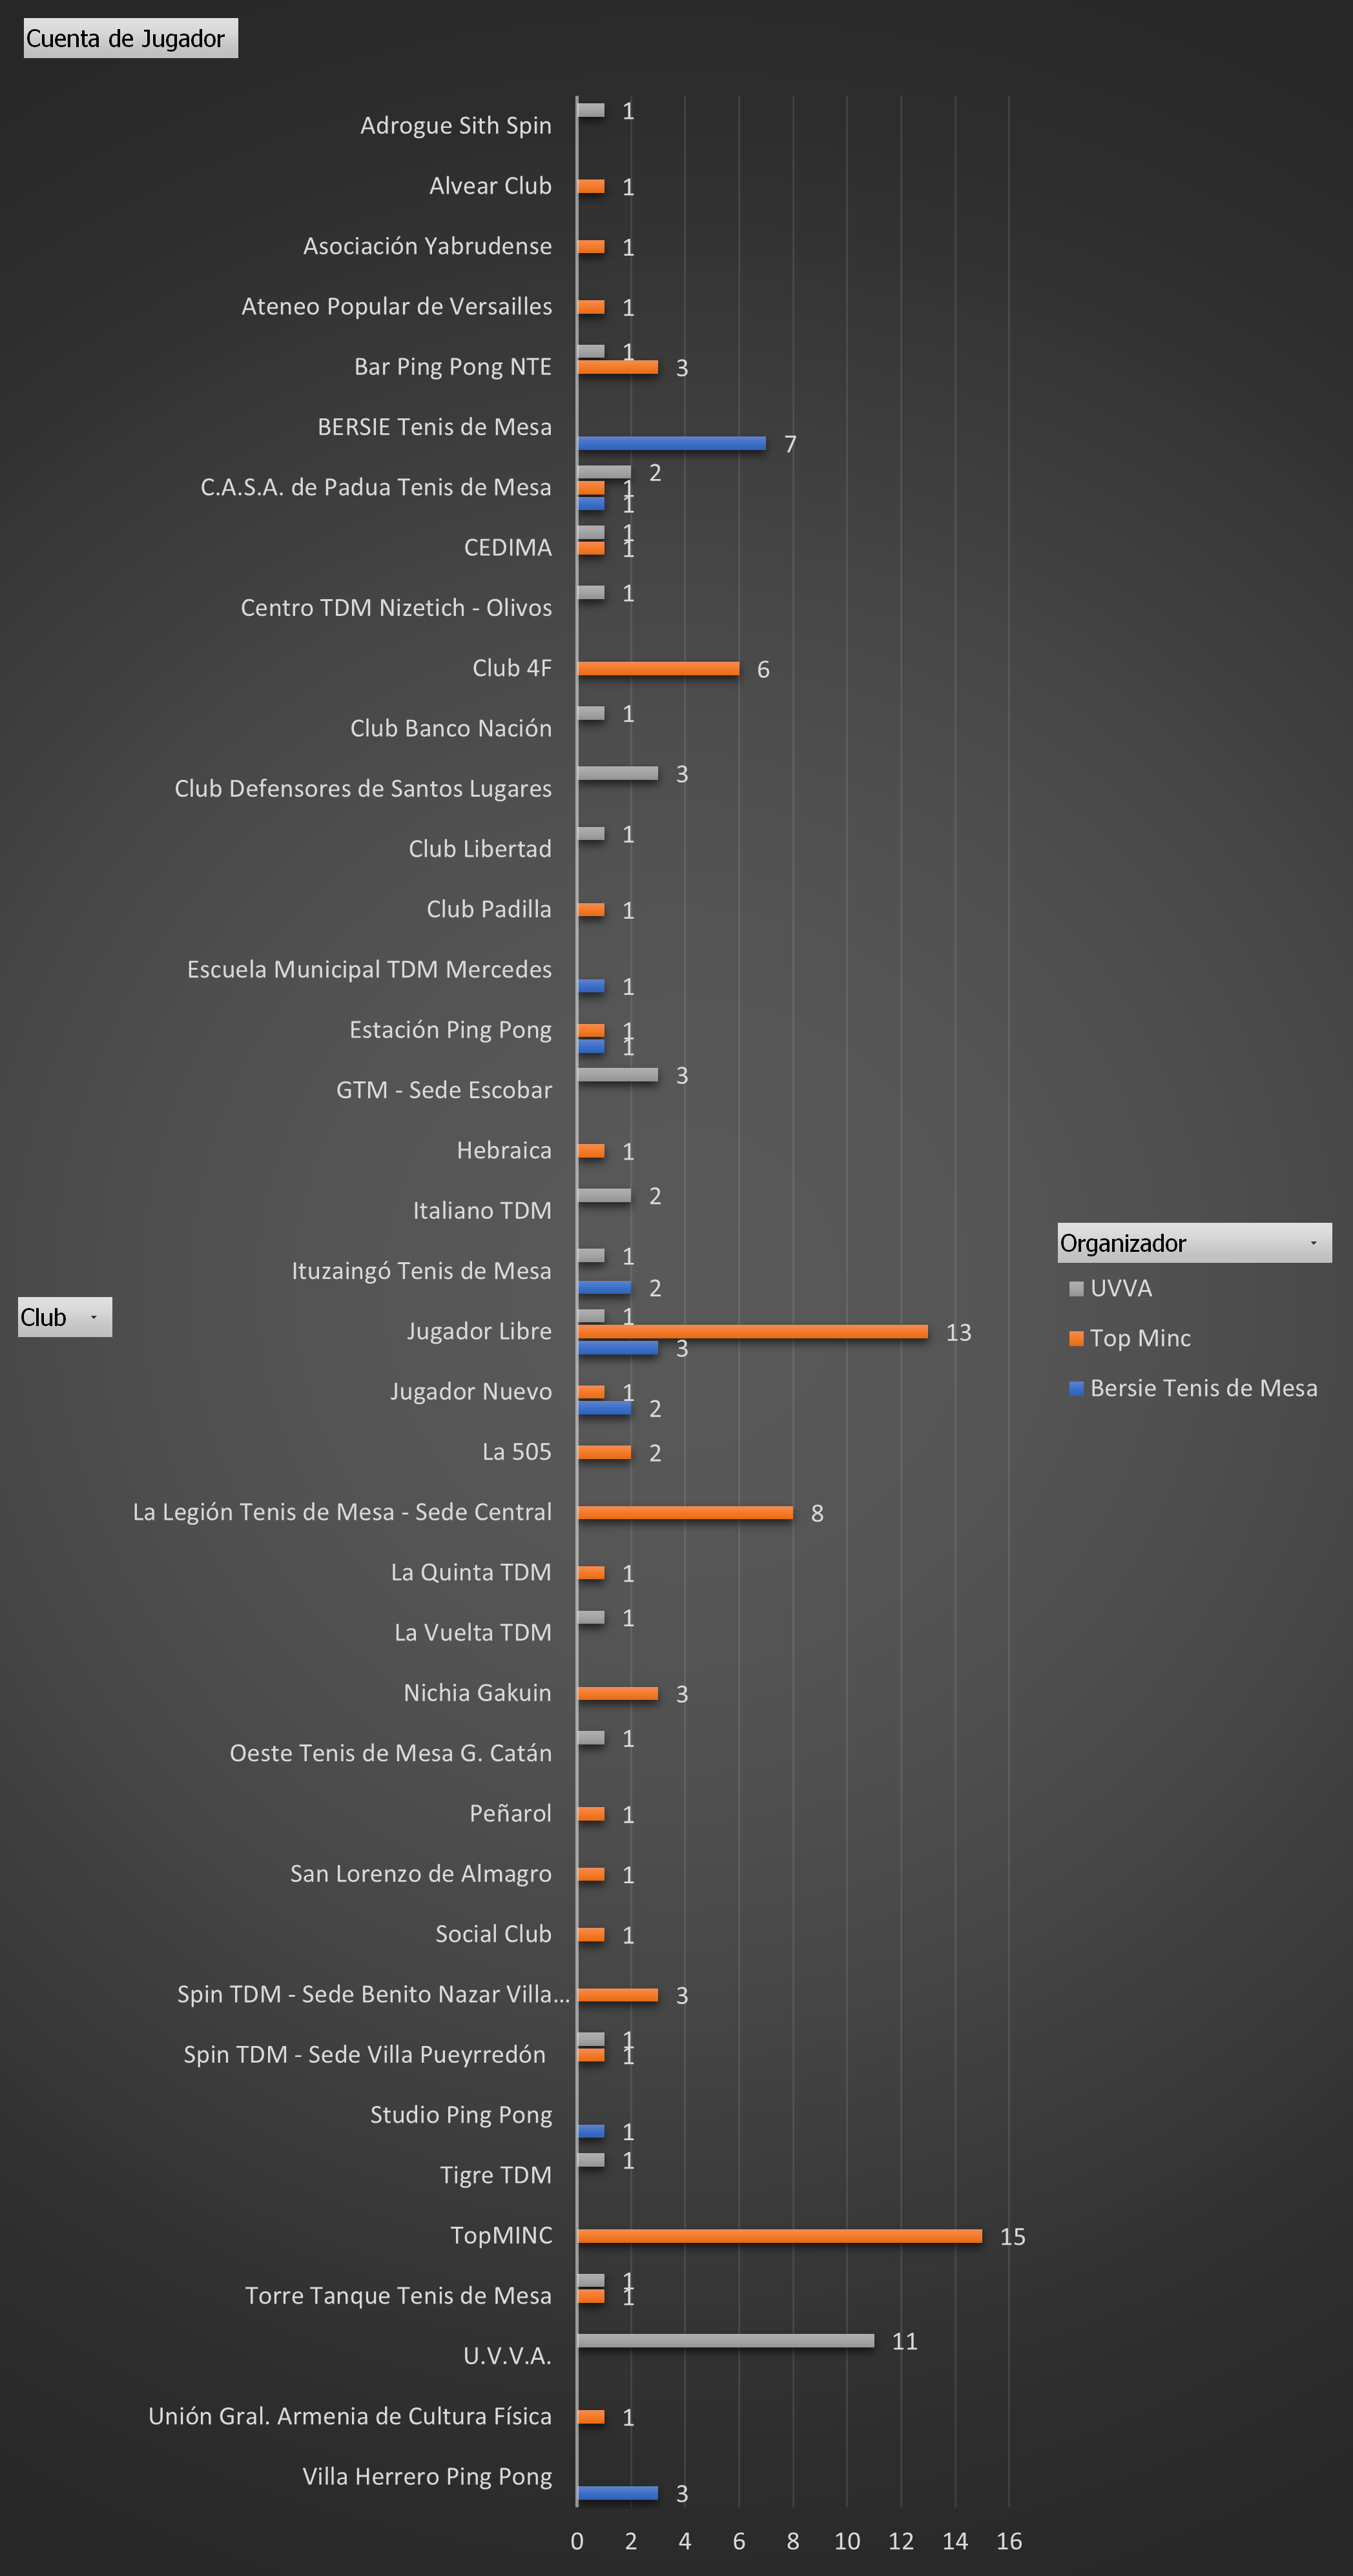 Cuenta de Jugador
Adrogue Sith Spin 1
Alvear Club 1
Asociación Yabrudense 1
Ateneo Popular de Versailles 1
Bar Ping Pong NTE 1 3
BERSIE Tenis de Mesa 7
C.A.S.A. de Padua Tenis de Mesa 2 1 1
CEDIMA 1 1
Centro TDM Nizetich - Olivos 1
Club 4F 6
Club Banco Nación 1
Club Defensores de Santos Lugares 3
Club Libertad 1
Club Padilla 1
Escuela Municipal TDM Mercedes 1
Estación Ping Pong 1 1
GTM - Sede Escobar 3
Hebraica 1
Italiano TDM 2
Ituzaingó Tenis de Mesa 1 2
Jugador Libre 1 13 3
Jugador Nuevo 1 2
La 505 2
La Legión Tenis de Mesa - Sede Central 8
La Quinta TDM 1
La Vuelta TDM 1
Nichia Gakuin 3
Oeste Tenis de Mesa G. Catán 1
Peñarol 1
San Lorenzo de Almagro 1
Social Club 1
Spin TDM - Sede Benito Nazar Villa... 3
Spin TDM - Sede Villa Pueyrredón 1 1
Studio Ping Pong 1
Tigre TDM 1
TopMINC 15
Torre Tanque Tenis de Mesa 1 1
U.V.V.A. 11
Unión Gral. Armenia de Cultura Física 1
Villa Herrero Ping Pong 3
0 2 4 6 8 10 12 14 16
Club
Organizador
UVVA
Top Minc
Bersie Tenis de Mesa